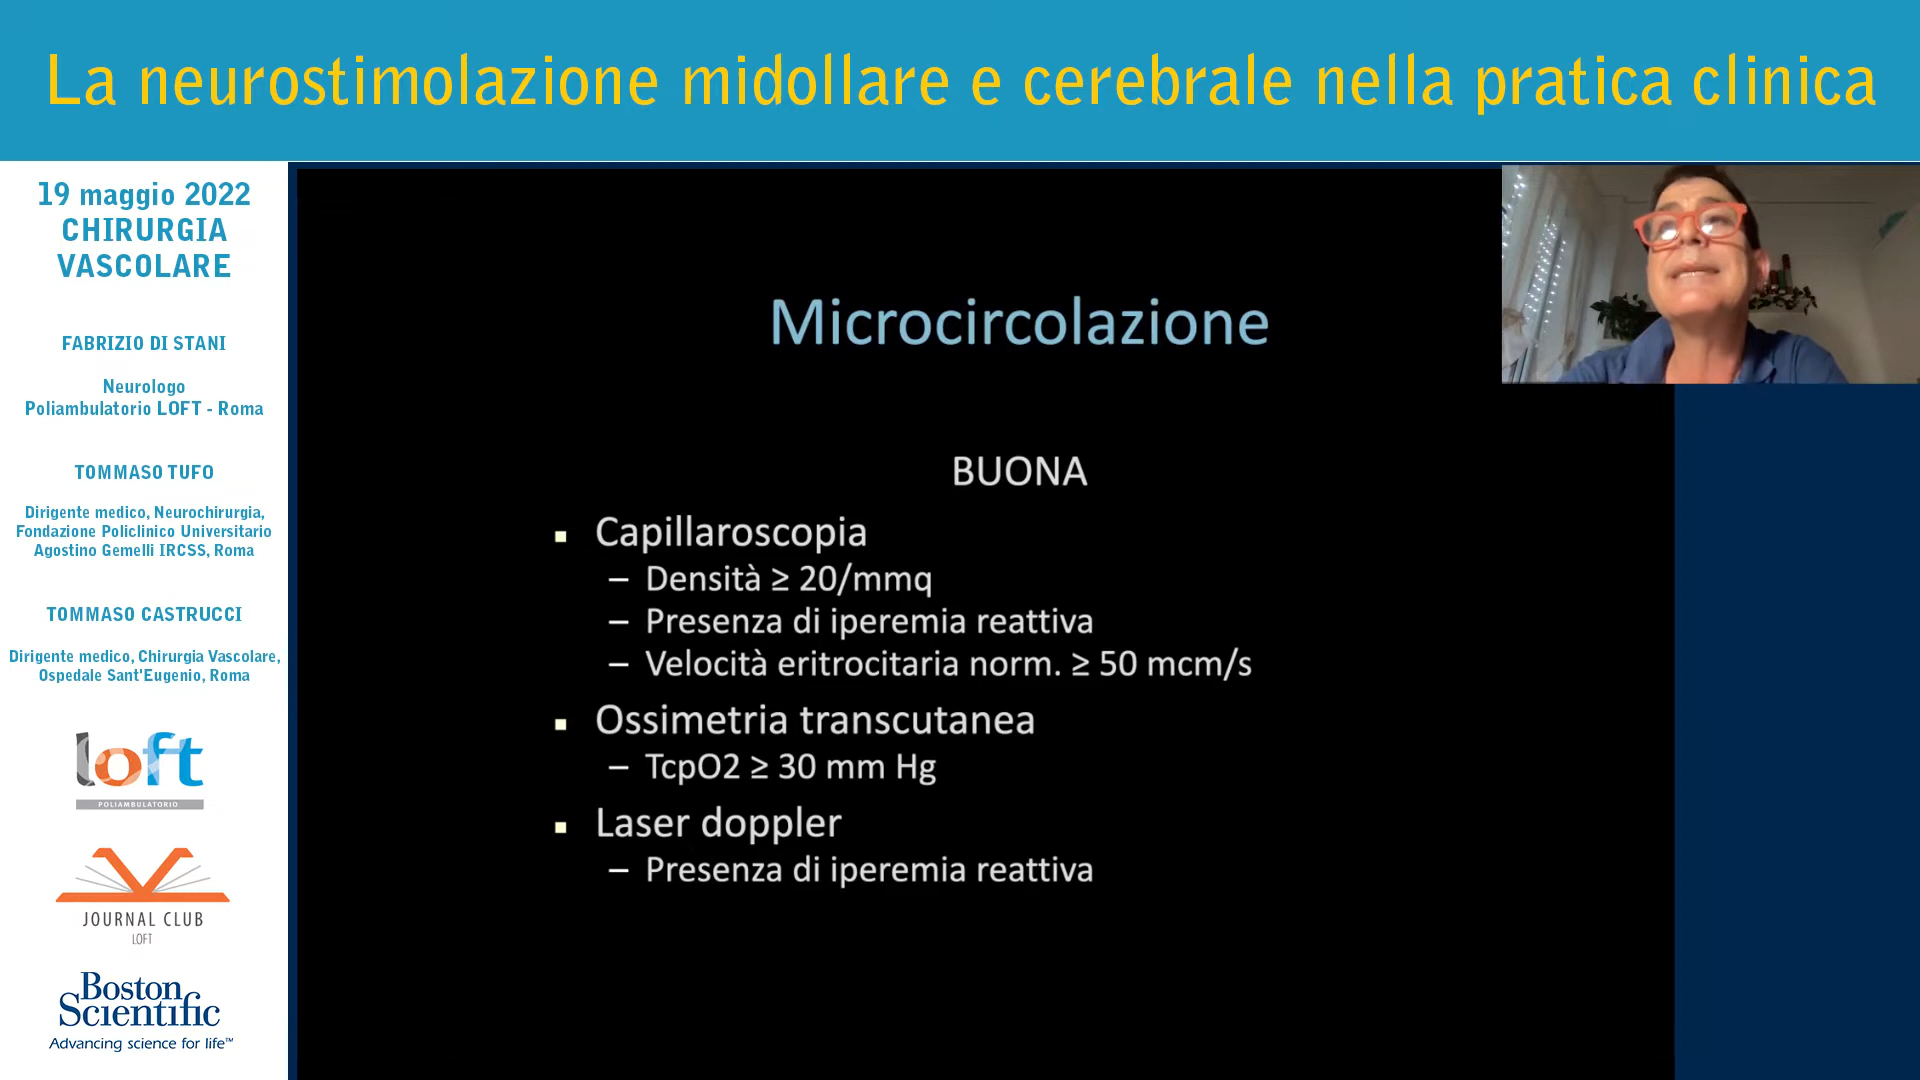 La neurostimolazione midollare e cerebrale nella pratica clinica
19 maggio 2022
CHIRURGIA
VASCOLARE
FABRIZIO DI STANI
Neurologo
Poliambulatorio LOFT - Roma
TOMMASO TUFO
Dirigente medico, Neurochirurgia,
Fondazione Policlinico Universitario
Agostino Gemelli IRCSS, Roma
TOMMASO CASTRUCCI
Dirigente medico, Chirurgia Vascolare,
Ospedale Sant'Eugenio, Roma
loft
POLIAMBULATORIO
JOURNAL CLUB
LOFT
Boston
Scientific
Advancing science for life™
Microcircolazione
BUONA
▪ Capillaroscopia
– Densità ≥ 20/mmq
– Presenza di iperemia reattiva
– Velocità eritrocitaria norm. ≥ 50 mcm/s
▪ Ossimetria transcutanea
– TcpO2 ≥ 30 mm Hg
▪ Laser doppler
– Presenza di iperemia reattiva